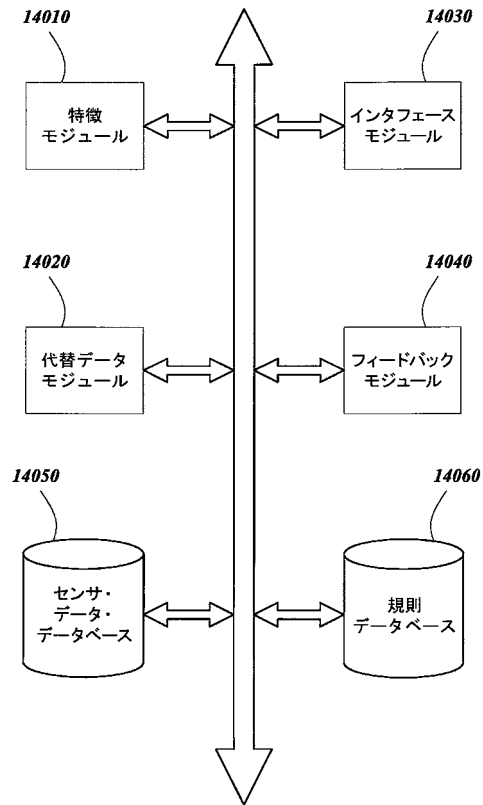 14010
特徴
モジュール
14030
インタフェース
モジュール
14020
代替データ
モジュール
14040
フィードバック
モジュール
14050
センサ・
データ・
データベース
14060
規則
データベース